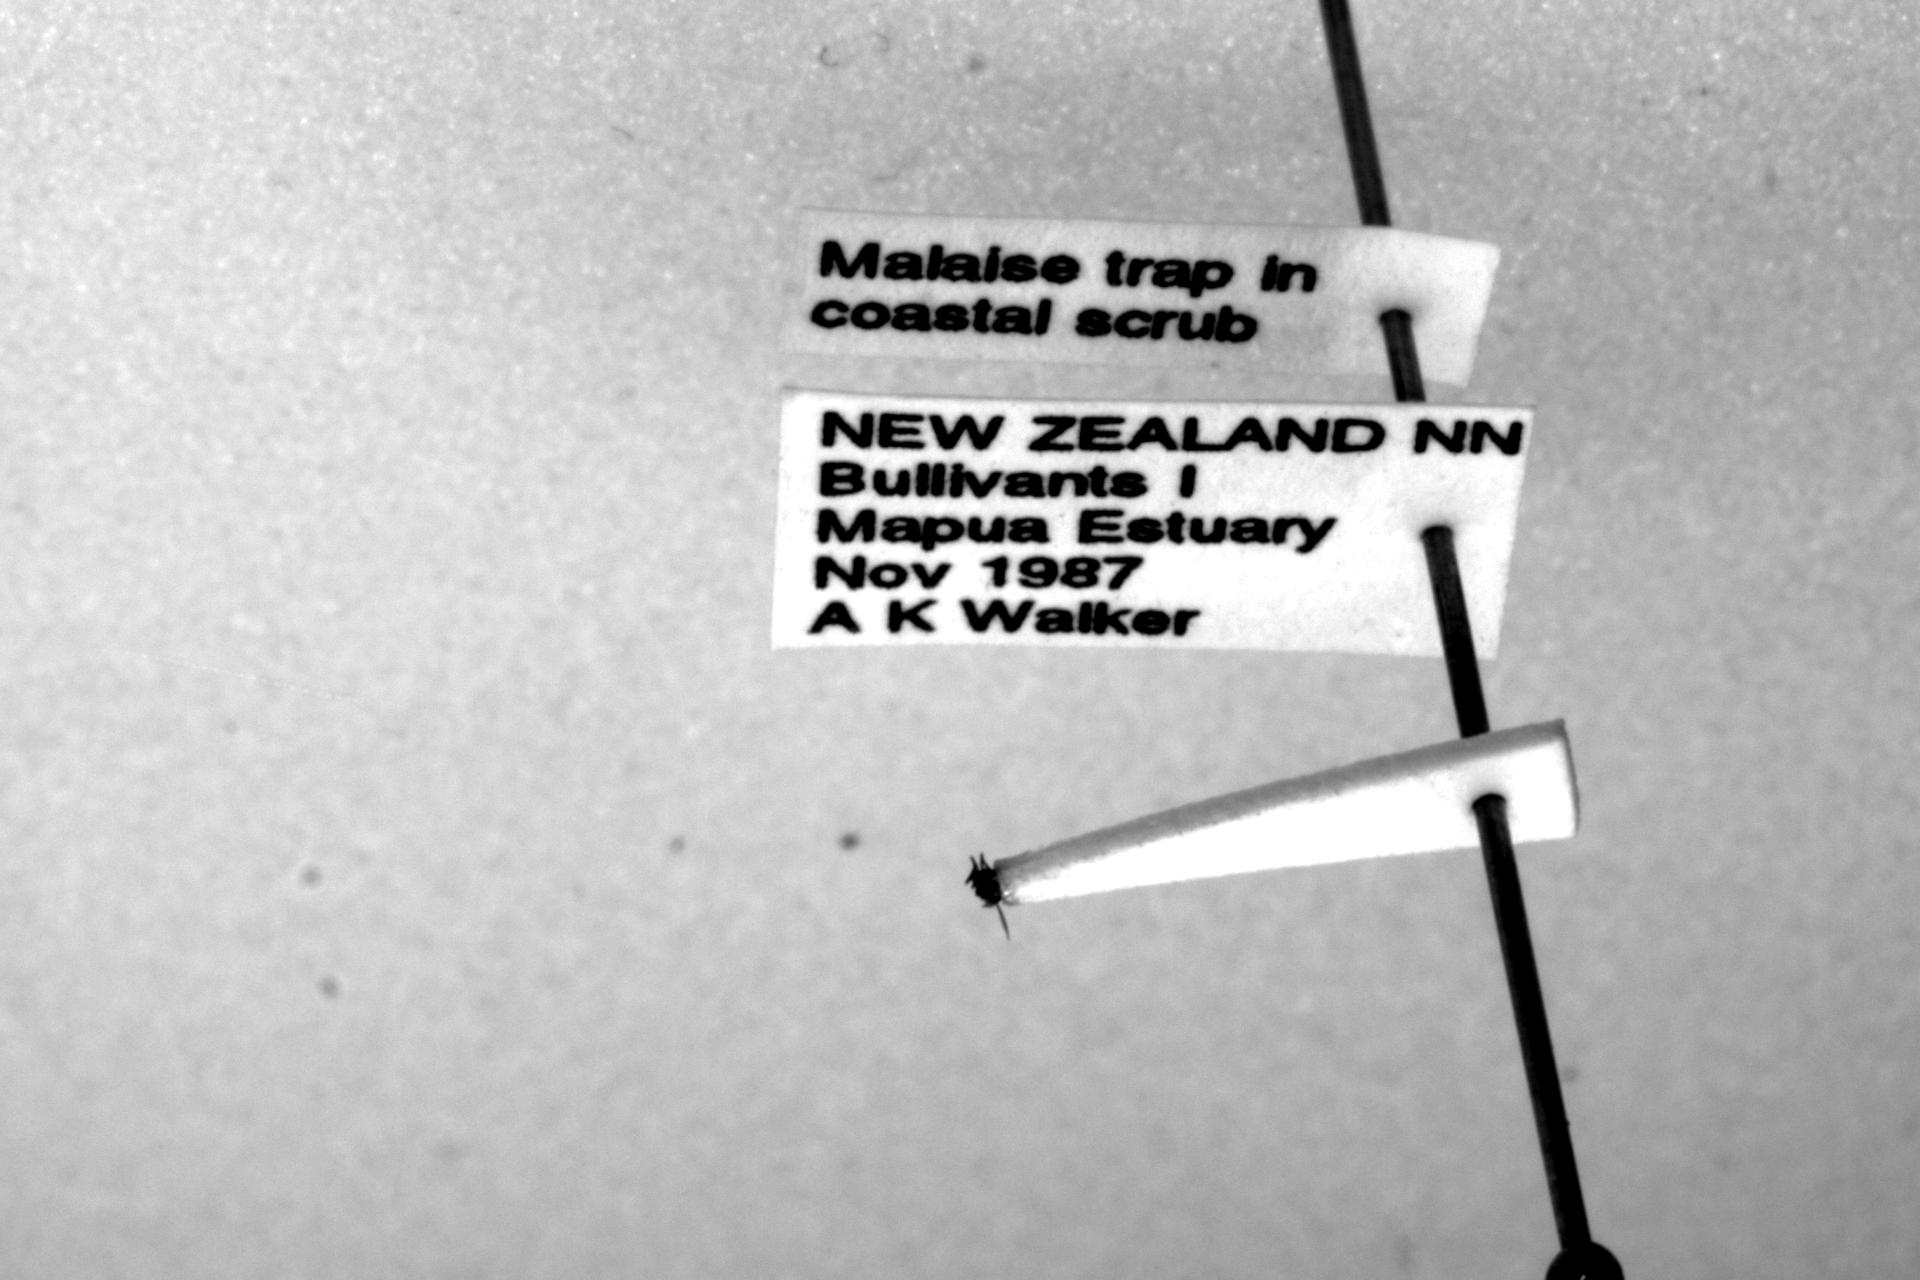 Malaise trap in
coastal scrub
NEW ZEALAND NN
Bullivants I
Mapua Estuary
Nov 1987
A K Walker